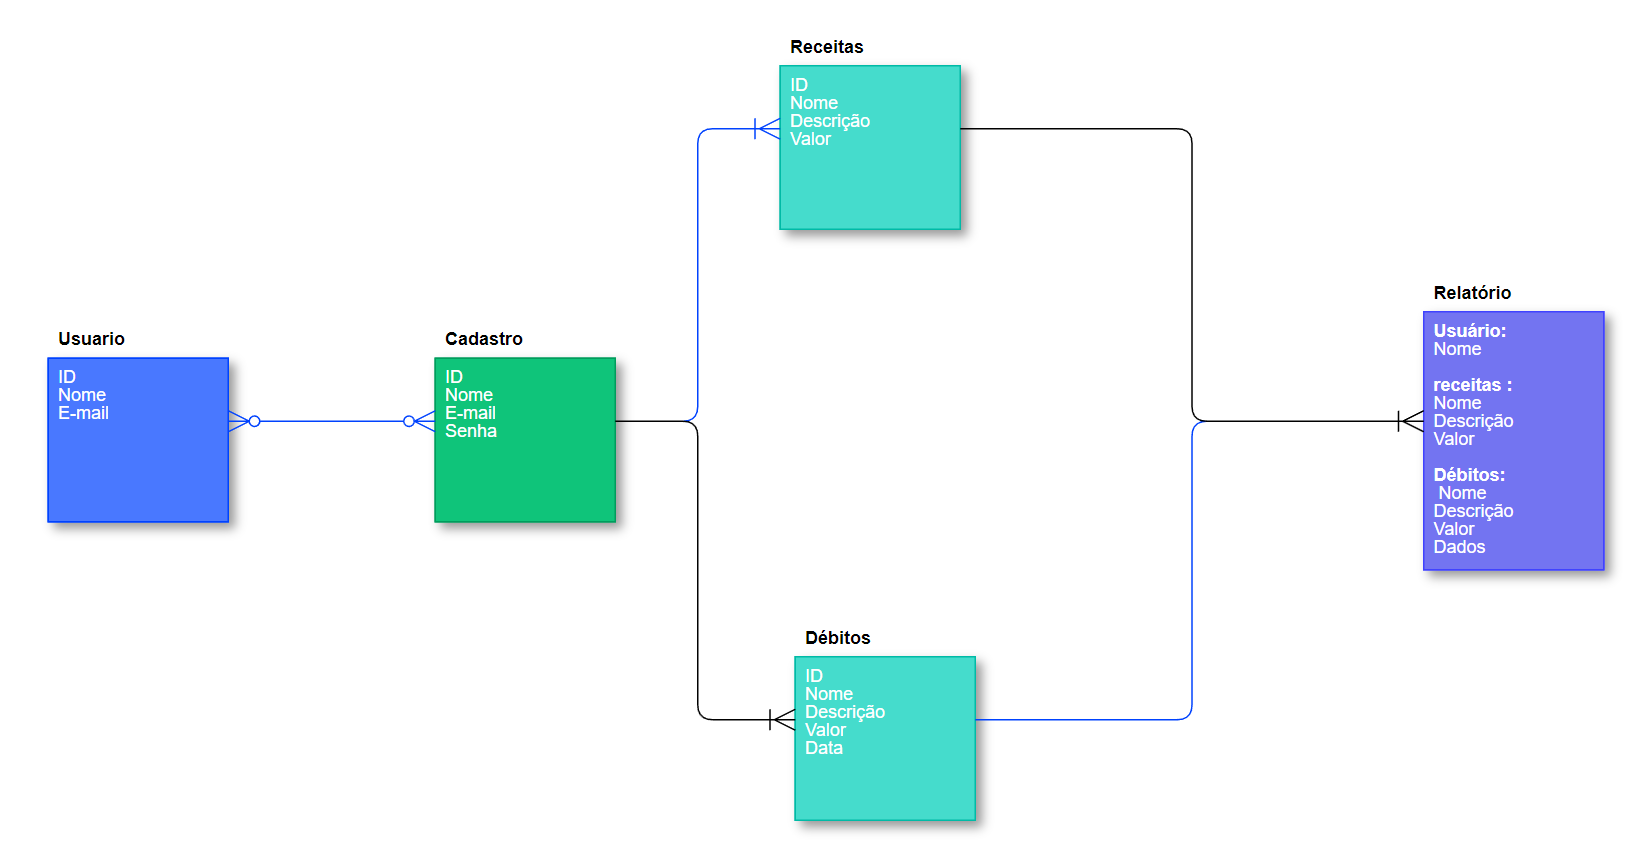 Usuario
ID
Nome
E-mail
Cadastro
ID
Nome
E-mail
Senha
Receitas
ID
Nome
Descrição
Valor
Débitos
ID
Nome
Descrição
Valor
Data
Relatório
Usuário:
Nome
receitas :
Nome
Descrição
Valor
Débitos:
Nome
Descrição
Valor
Dados